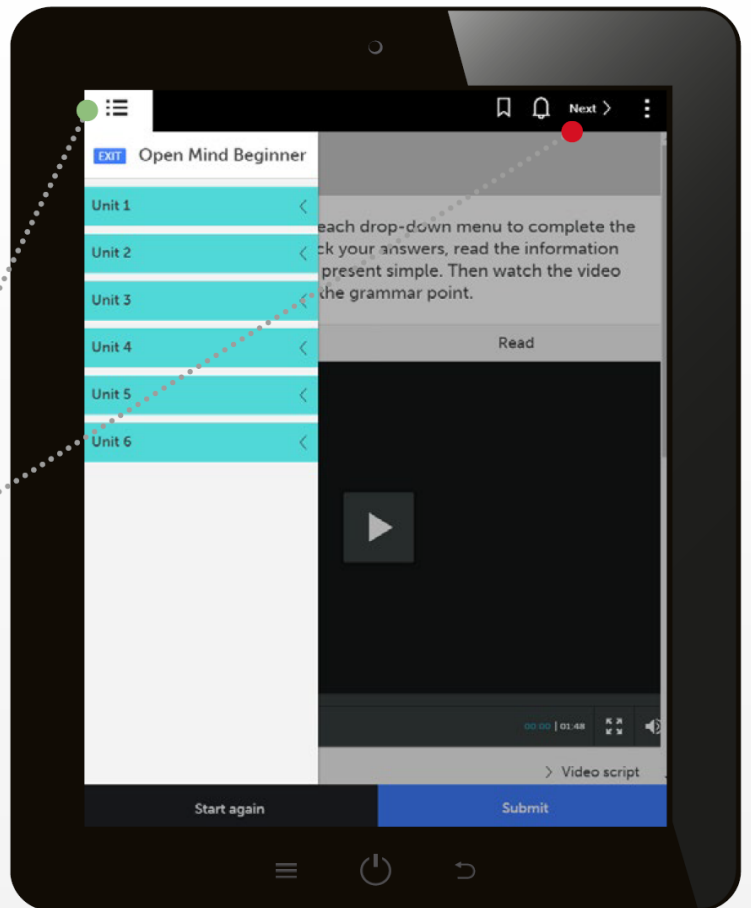 Next >
EXIT Open Mind Beginner
Unit 1
Unit 2
Unit 3
Unit 4
Unit 5
Unit 6
each drop-down menu to complete the
ck your answers, read the information
present simple. Then watch the video
the grammar point.
Read
00:00 | 01:48
> Video script
Start again
Submit